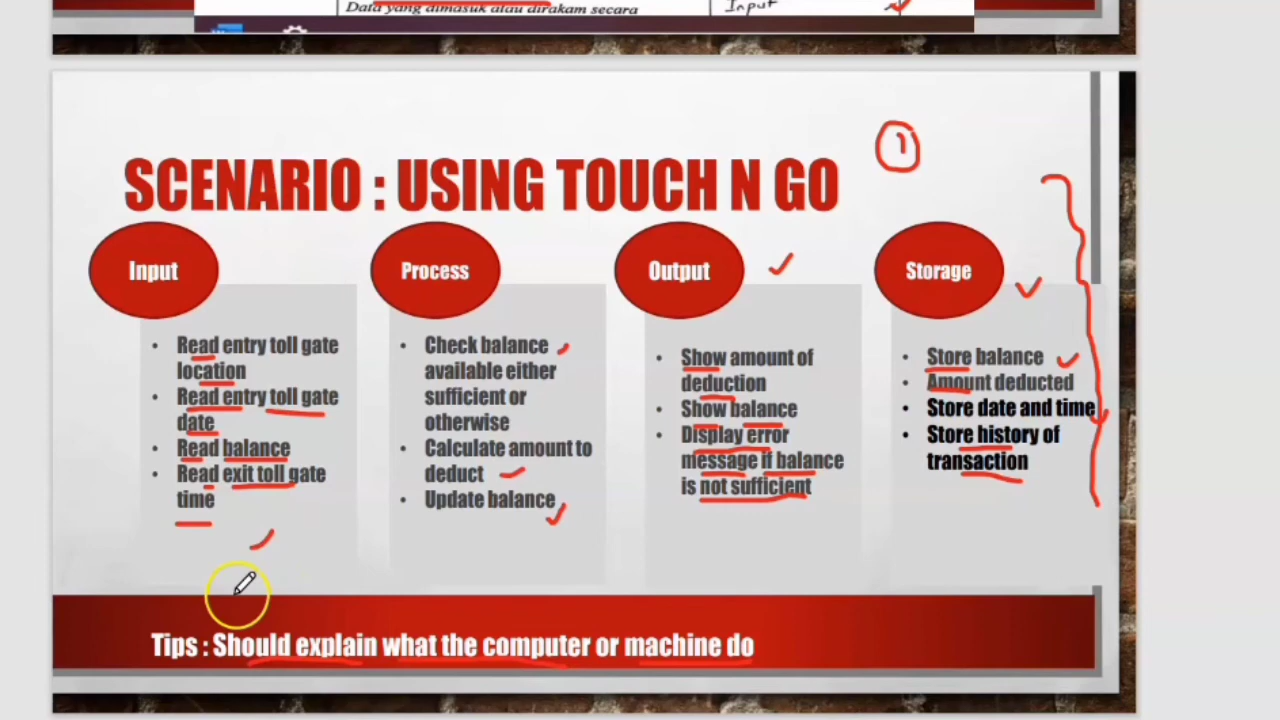 Data yang dimasuk atau dirakam secara
Input
SCENARIO : USING TOUCH N GO
1
Input
Process
Output
Storage
• Read entry toll gate
location
• Read entry toll gate
date
• Read balance
• Read exit toll gate
time
• Check balance
available either
sufficient or
otherwise
• Calculate amount to
deduct
• Update balance
• Show amount of
deduction
• Show balance
• Display error
message if balance
is not sufficient
• Store balance
• Amount deducted
• Store date and time
• Store history of
transaction
Tips : Should explain what the computer or machine do